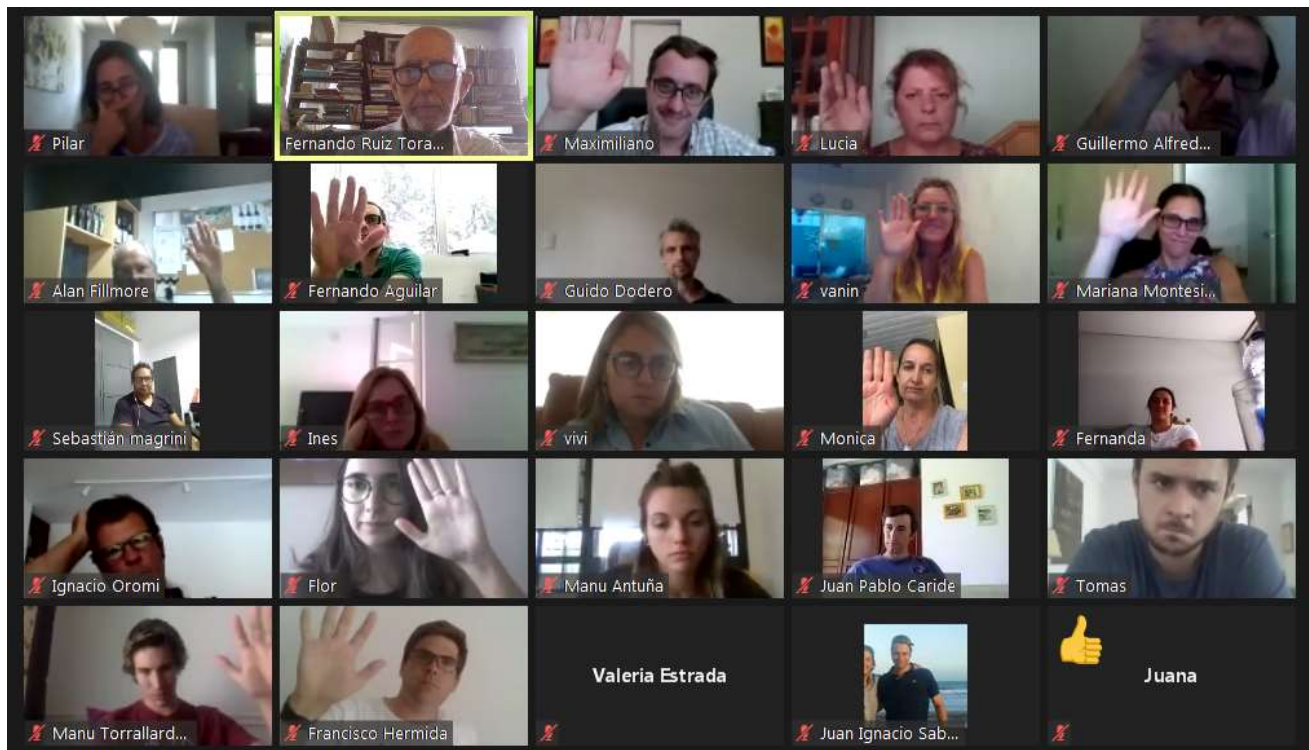 Pilar
Fernando Ruiz Tora...
Maximiliano
Lucia
Guillermo Alfred...
Alan Fillmore
Fernando Aguilar
Guido Dodero
vanin
Mariana Montesi...
Sebastián magrini
Ines
vivi
Monica
Fernanda
Ignacio Oromi
Flor
Manu Antuña
Juan Pablo Caride
Tomas
Manu Torrallard...
Francisco Hermida
Valeria Estrada
Juan Ignacio Sab...
Juana